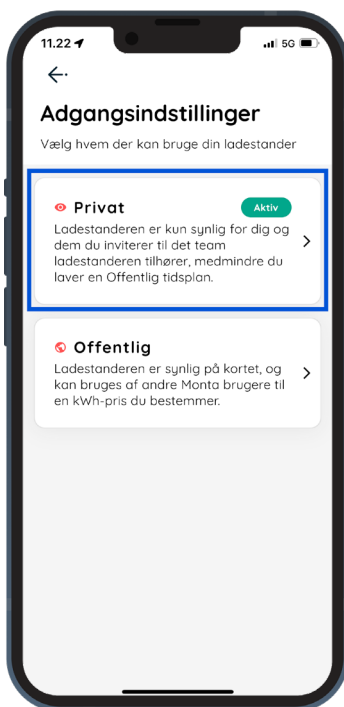 11.22
5G
Adgangsindstillinger
Vælg hvem der kan bruge din ladestander
Privat
Aktiv
Ladestanderen er kun synlig for dig og
dem du inviterer til det team
ladestanderen tilhører, medmindre du
laver en Offentlig tidsplan.
Offentlig
Ladestanderen er synlig på kortet, og
kan bruges af andre Monta brugere til
en kWh-pris du bestemmer.